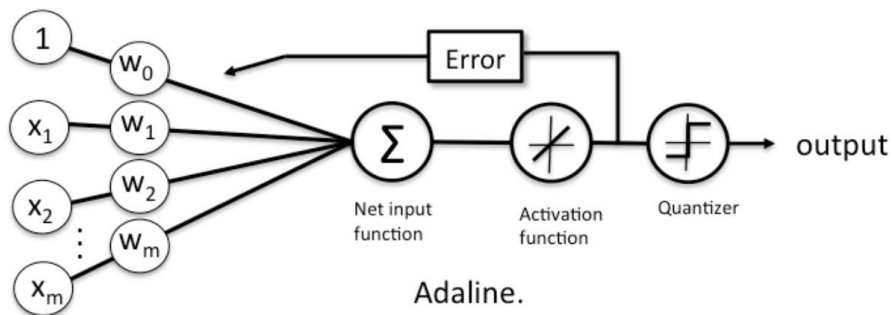 1
w₀
Error
x₁
w₁
Σ
output
x₂
w₂
Net input
function
Activation
function
Quantizer
⋮
wₘ
xₘ
Adaline.